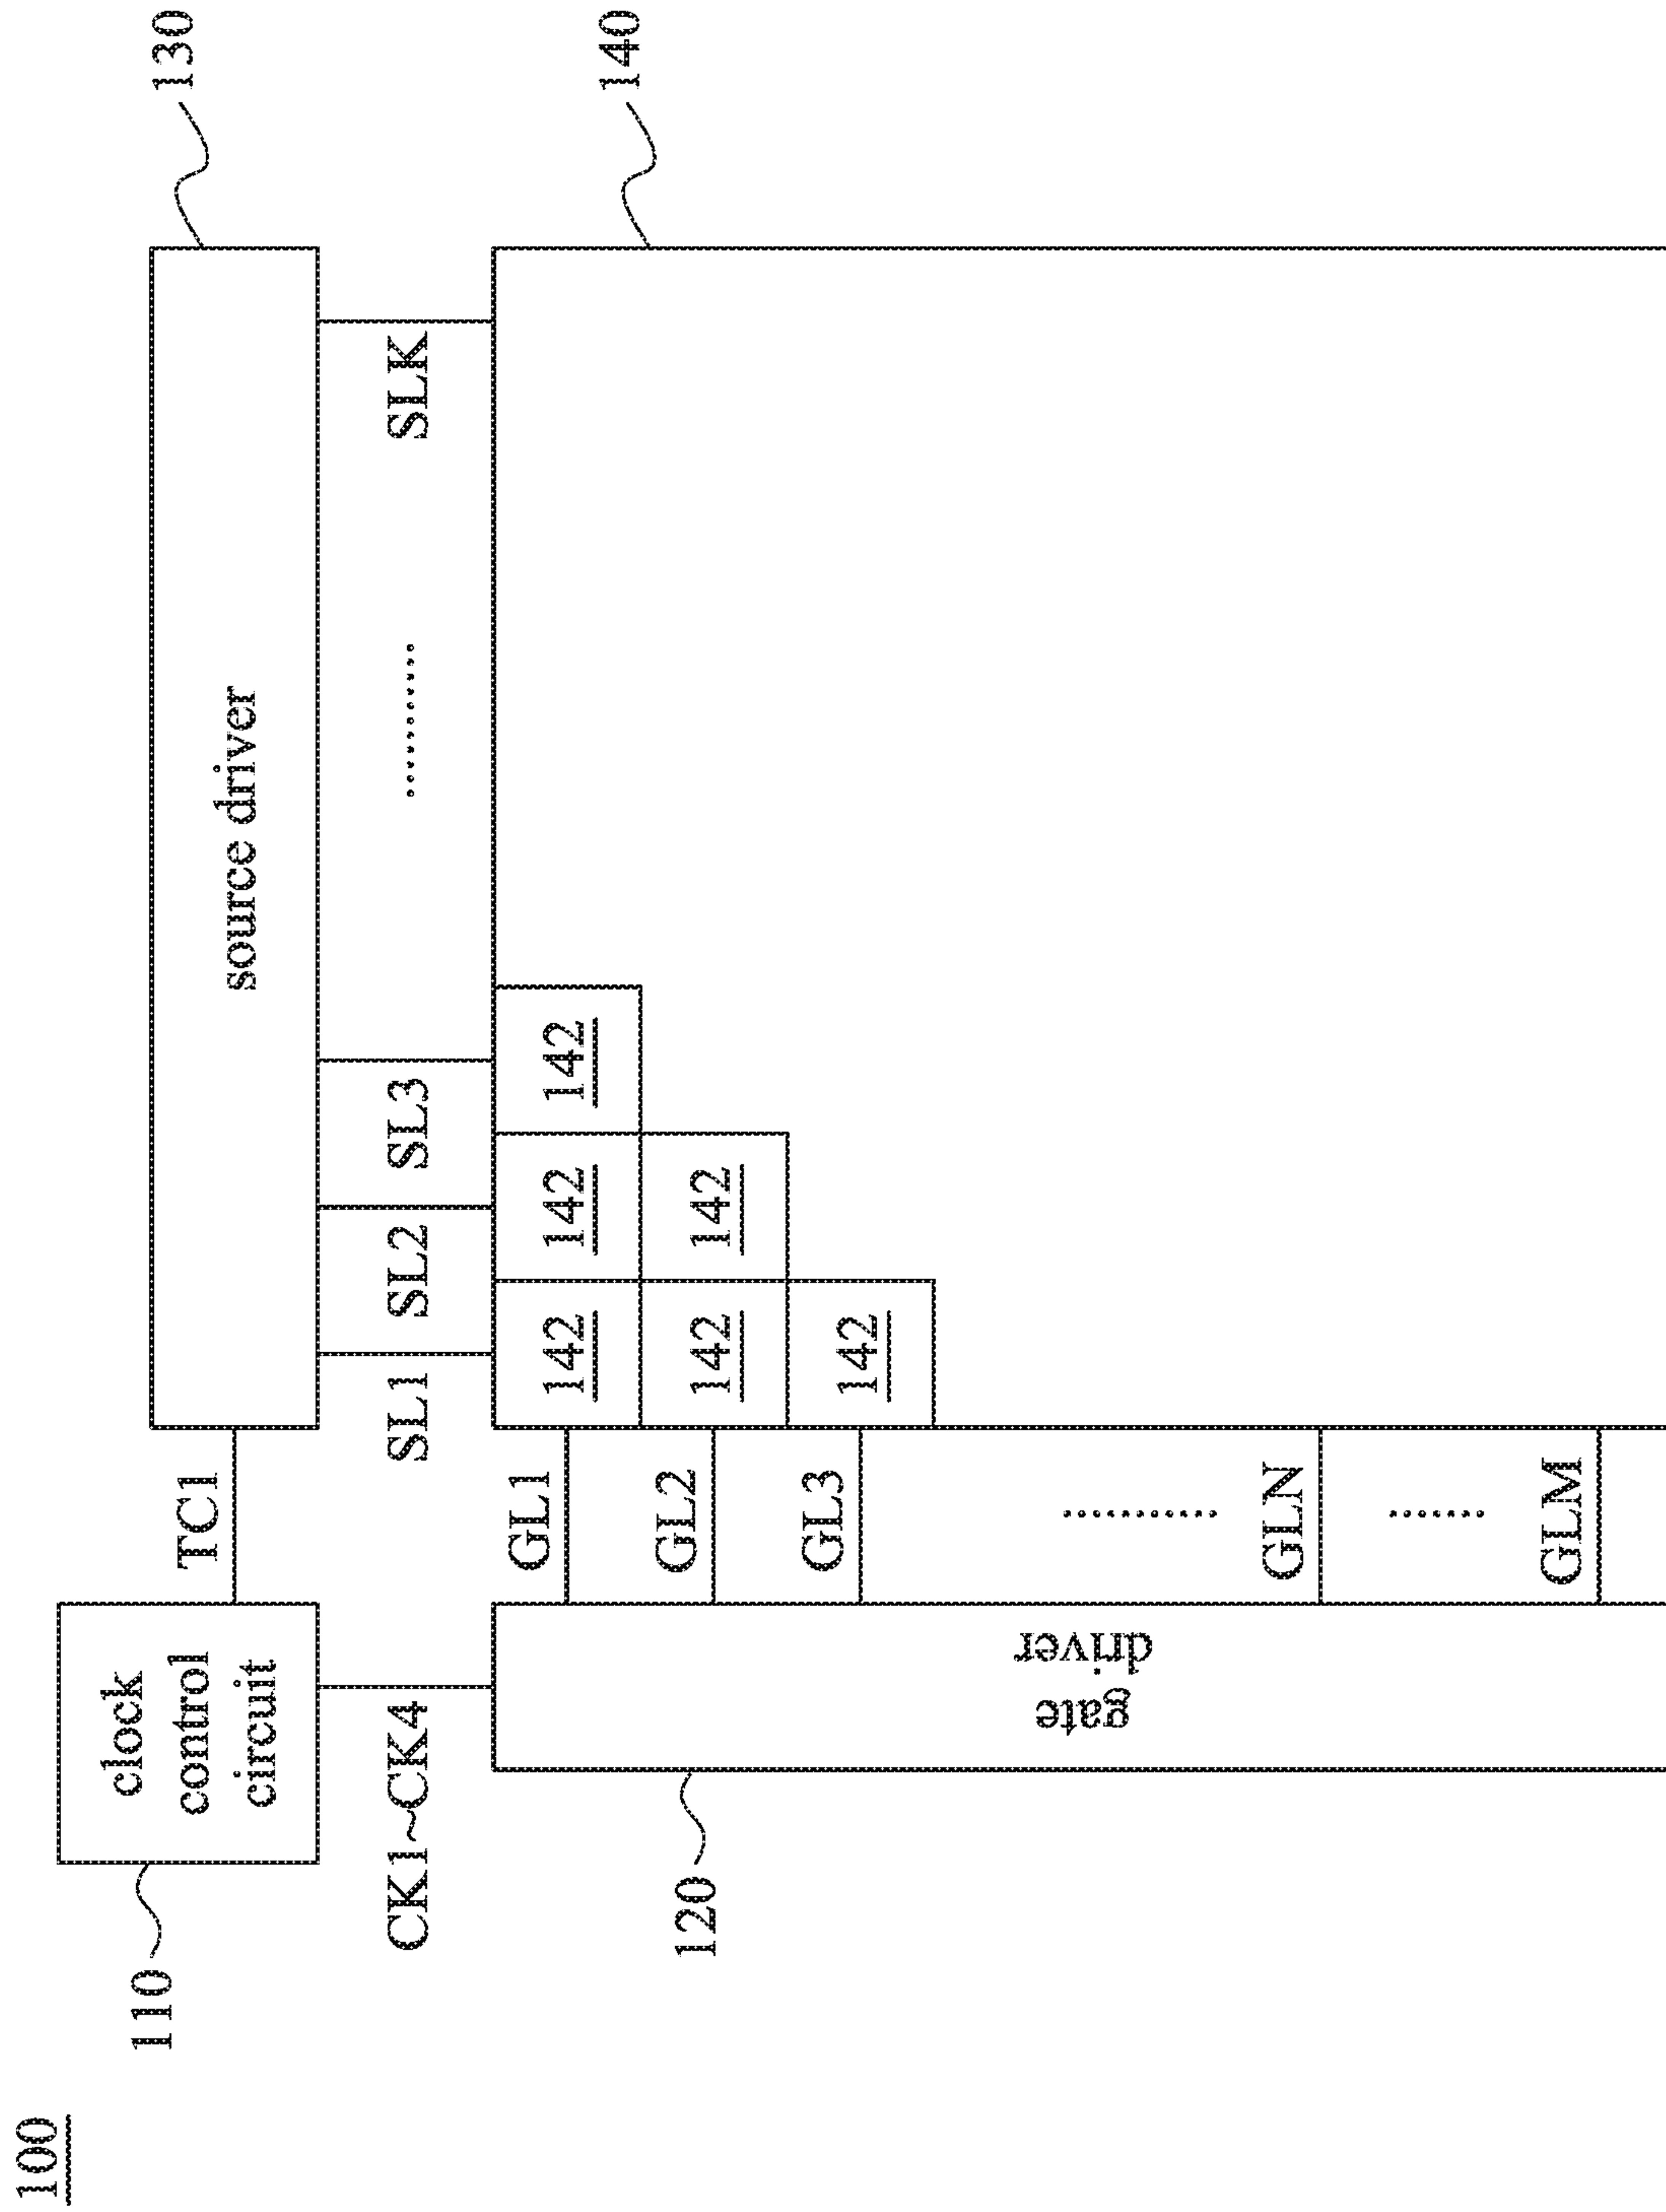 100
110
clock
control
circuit
TC1
source driver
130
CK1~CK4
SL1
SL2
SL3
..........
SLK
120
gate
driver
GL1
GL2
GL3
..........
GLN
......
GLM
142
142
142
142
142
142
140